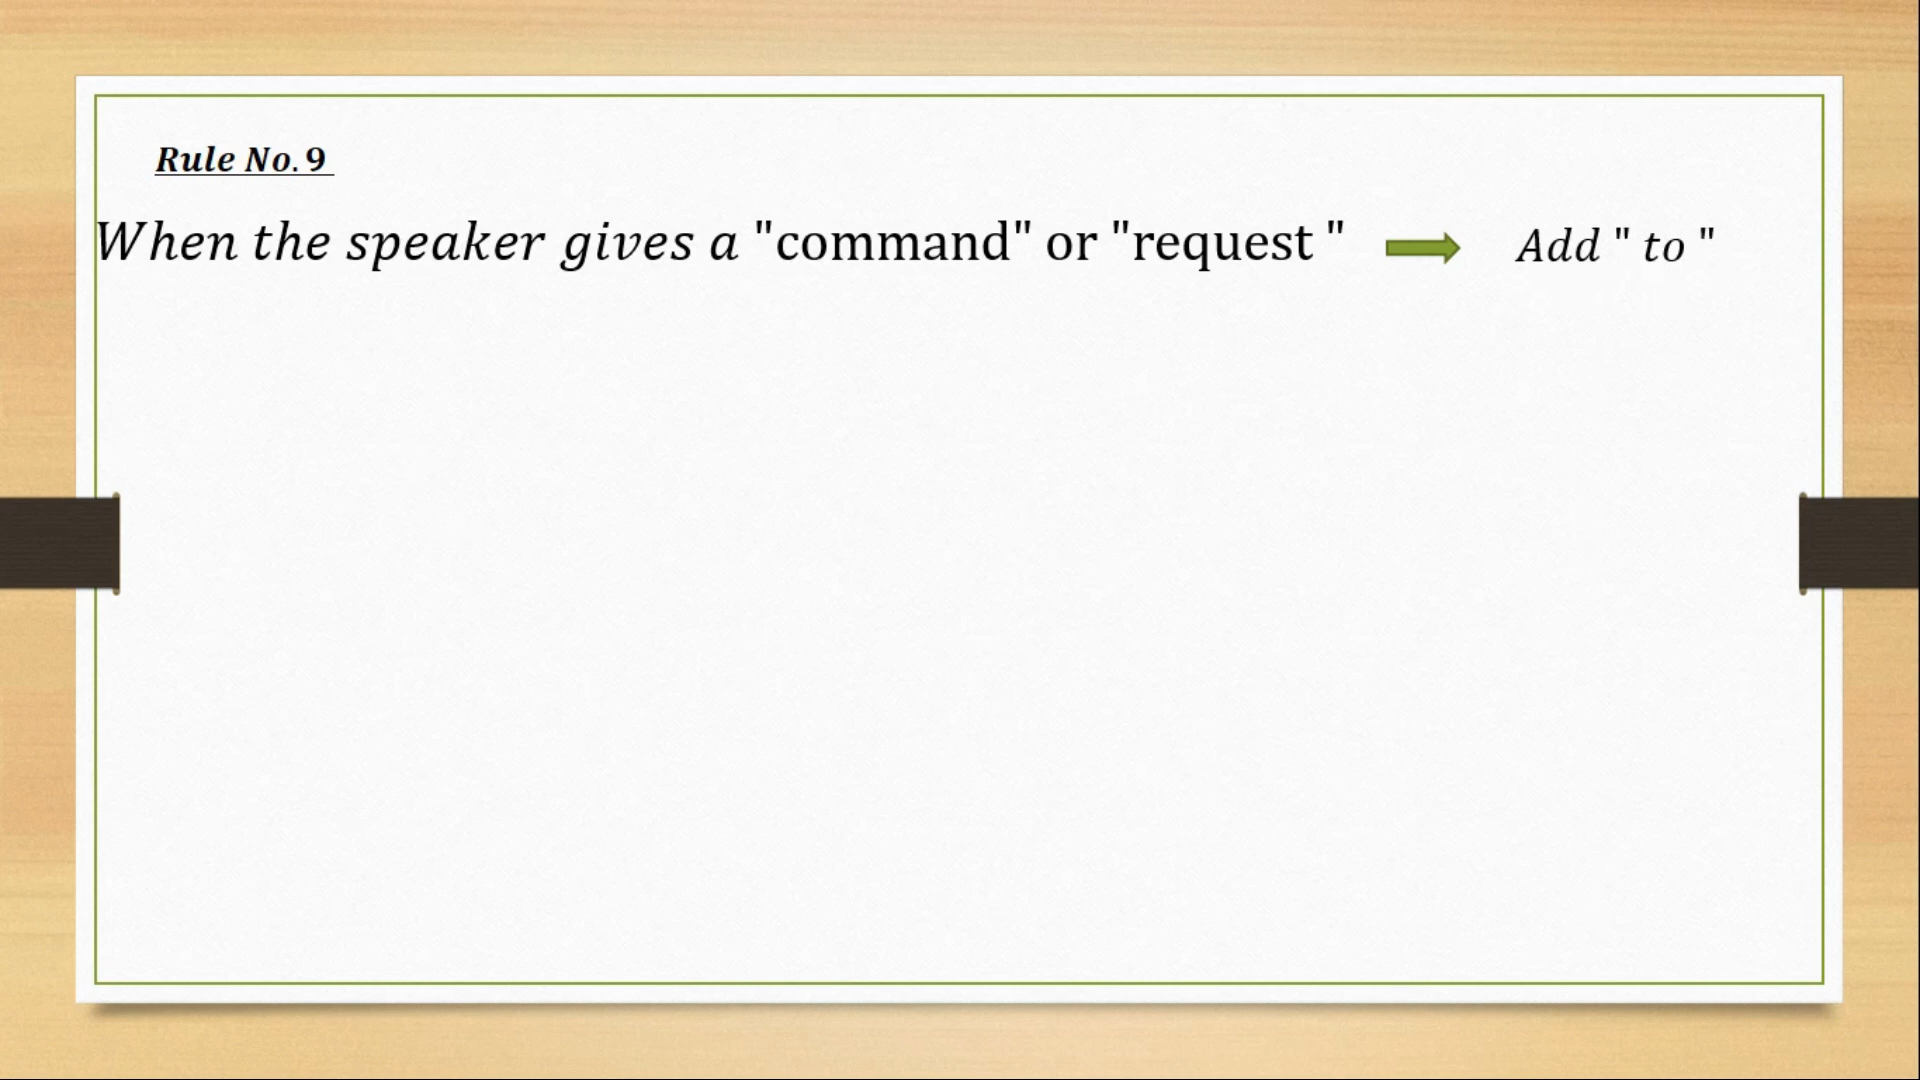 Rule No. 9
When the speaker gives a "command" or "request " Add " to "